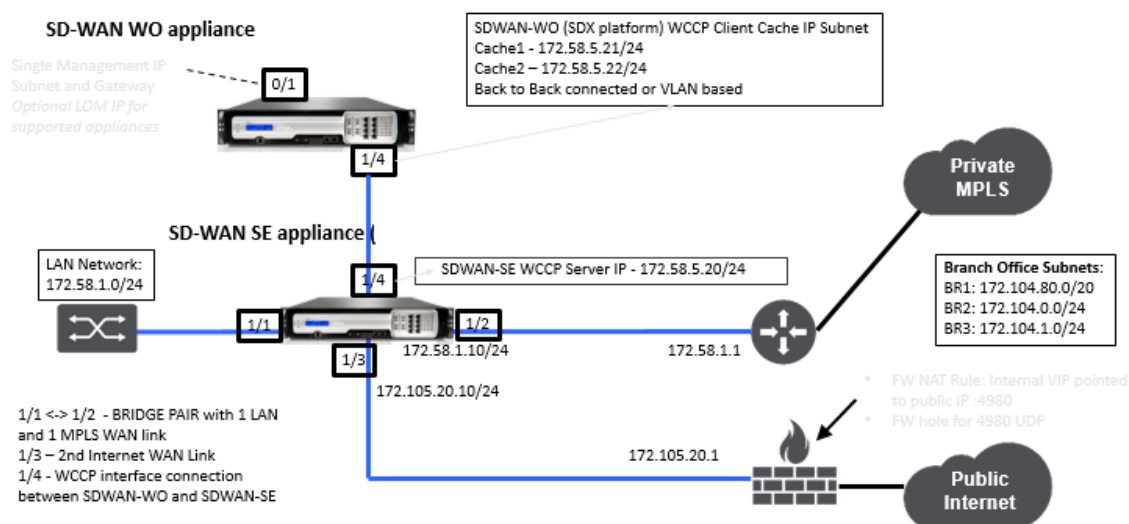 SD-WAN WO appliance
Single Management IP
Subnet and Gateway
Optional LOM IP for
supported appliances
0/1
SDWAN-WO (SDX platform) WCCP Client Cache IP Subnet
Cache1 - 172.58.5.21/24
Cache2 – 172.58.5.22/24
Back to Back connected or VLAN based
1/4
Private
MPLS
SD-WAN SE appliance (
LAN Network:
172.58.1.0/24
1/4
SDWAN-SE WCCP Server IP - 172.58.5.20/24
Branch Office Subnets:
BR1: 172.104.80.0/20
BR2: 172.104.0.0/24
BR3: 172.104.1.0/24
1/1
1/2
172.58.1.10/24
172.58.1.1
1/3
172.105.20.10/24
• FW NAT Rule: Internal VIP pointed
to public IP :4980
• FW hole for 4980 UDP
1/1 <-> 1/2 - BRIDGE PAIR with 1 LAN
and 1 MPLS WAN link
1/3 – 2nd Internet WAN Link
1/4 - WCCP interface connection
between SDWAN-WO and SDWAN-SE
172.105.20.1
Public
Internet